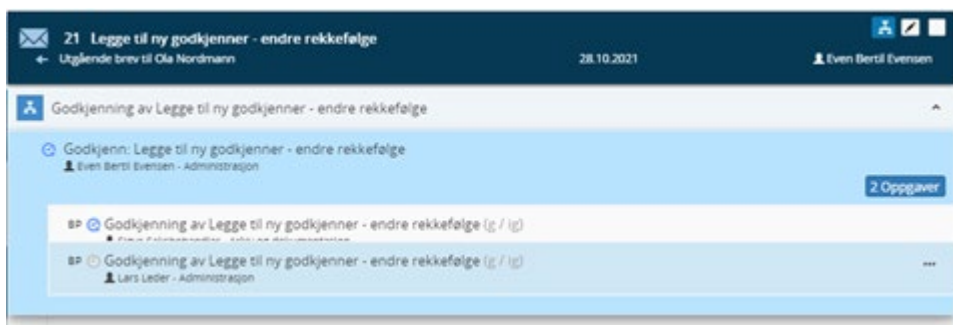 21 Legge til ny godkjenner - endre rekkefølge
Utgående brev til Ola Nordmann 28.10.2021 Even Bertil Evensen
Godkjenning av Legge til ny godkjenner - endre rekkefølge
Godkjenn: Legge til ny godkjenner - endre rekkefølge
Even Bertil Evensen - Administrasjon
2 Oppgaver
BP Godkjenning av Legge til ny godkjenner - endre rekkefølge (g / ig)
BP Godkjenning av Legge til ny godkjenner - endre rekkefølge (g / ig)
Lars Leder - Administrasjon